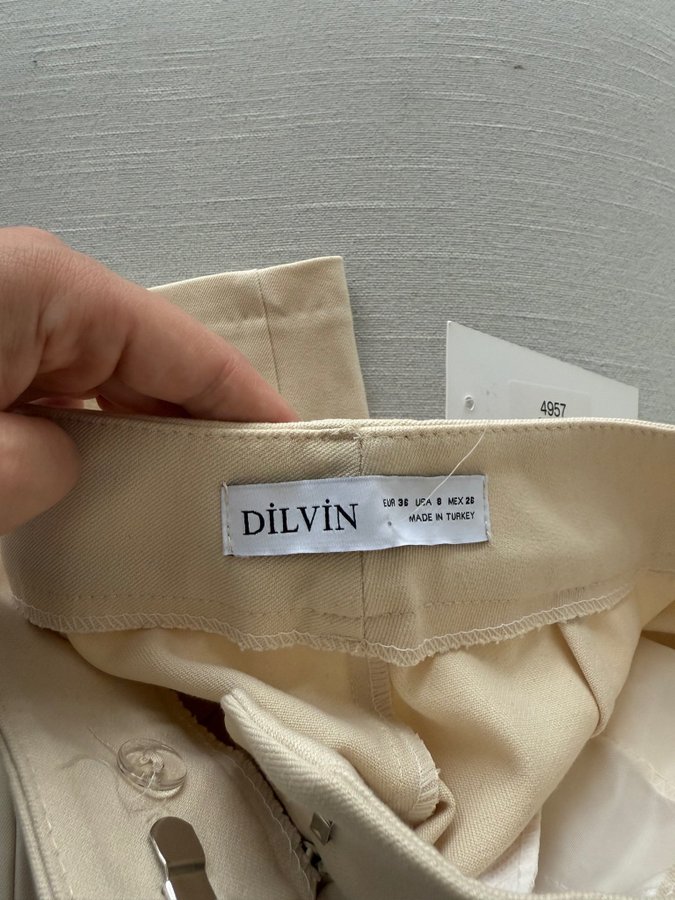 4957
DİLVİN
EUR 36 USA 8 MEX 26
MADE IN TURKEY